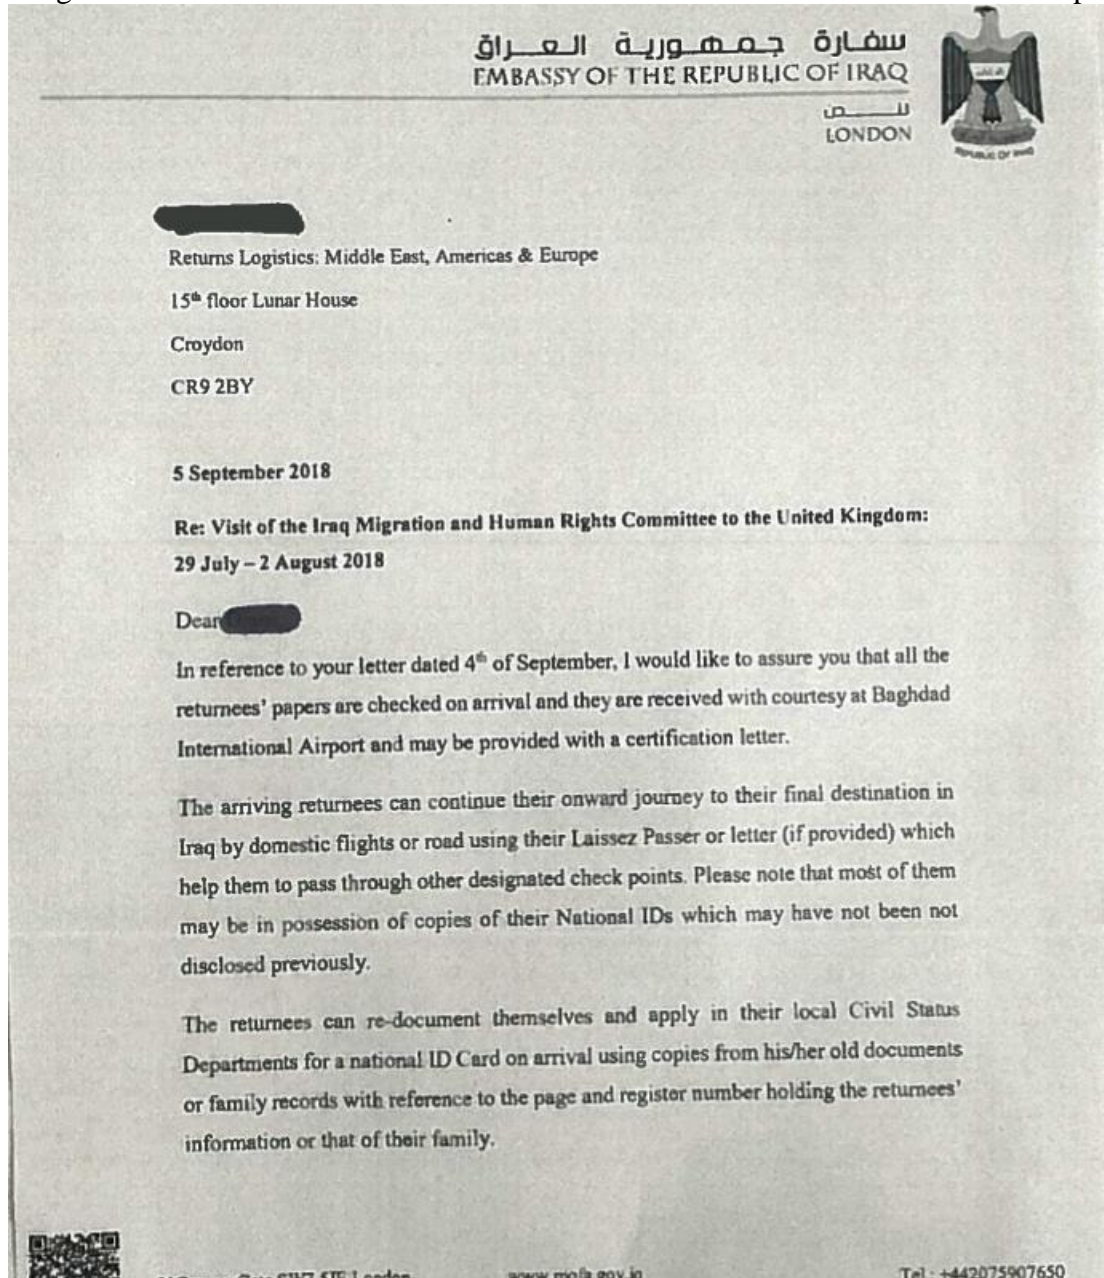 سفارة جمهورية العراق
EMBASSY OF THE REPUBLIC OF IRAQ
لندن
LONDON
REPUBLIC OF IRAQ
Returns Logistics: Middle East, Americas & Europe
15th floor Lunar House
Croydon
CR9 2BY
5 September 2018
Re: Visit of the Iraq Migration and Human Rights Committee to the United Kingdom:
29 July – 2 August 2018
Dear
In reference to your letter dated 4th of September, I would like to assure you that all the
returnees' papers are checked on arrival and they are received with courtesy at Baghdad
International Airport and may be provided with a certification letter.
The arriving returnees can continue their onward journey to their final destination in
Iraq by domestic flights or road using their Laissez Passer or letter (if provided) which
help them to pass through other designated check points. Please note that most of them
may be in possession of copies of their National IDs which may have not been not
disclosed previously.
The returnees can re-document themselves and apply in their local Civil Status
Departments for a national ID Card on arrival using copies from his/her old documents
or family records with reference to the page and register number holding the returnees'
information or that of their family.
London www.mofa.gov.iq Tel: +442075907650